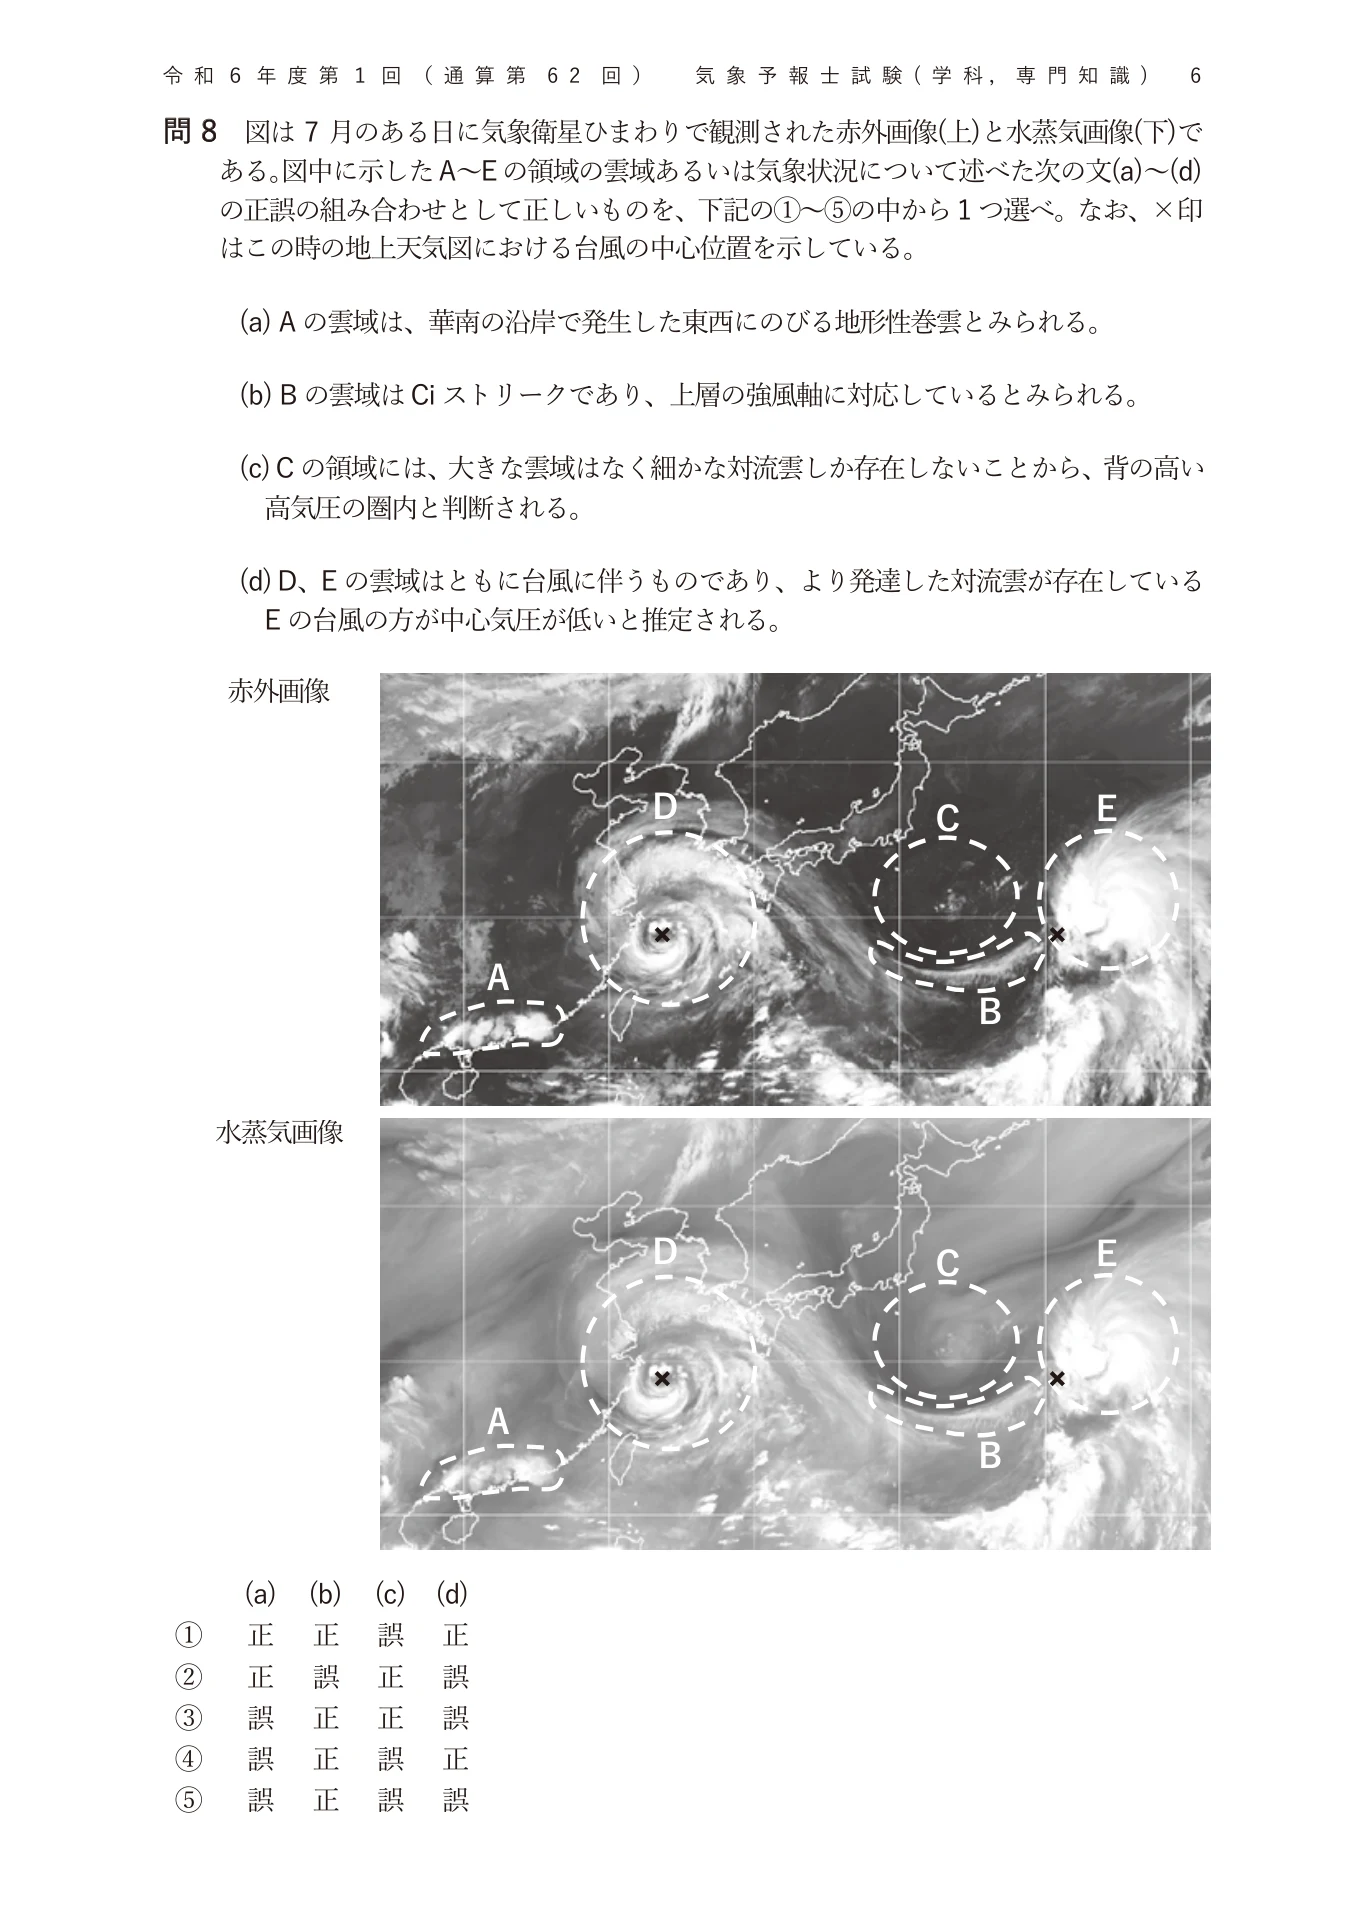 令和6年度第1回（通算第62回） 気象予報士試験（学科，専門知識） 6
問8 図は7月のある日に気象衛星ひまわりで観測された赤外画像(上)と水蒸気画像(下)で
ある。図中に示したA～Eの領域の雲域あるいは気象状況について述べた次の文(a)～(d)
の正誤の組み合わせとして正しいものを、下記の①～⑤の中から1つ選べ。なお、×印
はこの時の地上天気図における台風の中心位置を示している。
(a) Aの雲域は、華南の沿岸で発生した東西にのびる地形性巻雲とみられる。
(b) Bの雲域はCiストリークであり、上層の強風軸に対応しているとみられる。
(c) Cの領域には、大きな雲域はなく細かな対流雲しか存在しないことから、背の高い
高気圧の圏内と判断される。
(d) D、Eの雲域はともに台風に伴うものであり、より発達した対流雲が存在している
Eの台風の方が中心気圧が低いと推定される。
赤外画像
D
C
E
A
B
水蒸気画像
D
C
E
A
B
(a) (b) (c) (d)
① 正 正 誤 正
② 正 誤 正 誤
③ 誤 正 正 誤
④ 誤 正 誤 正
⑤ 誤 正 誤 誤